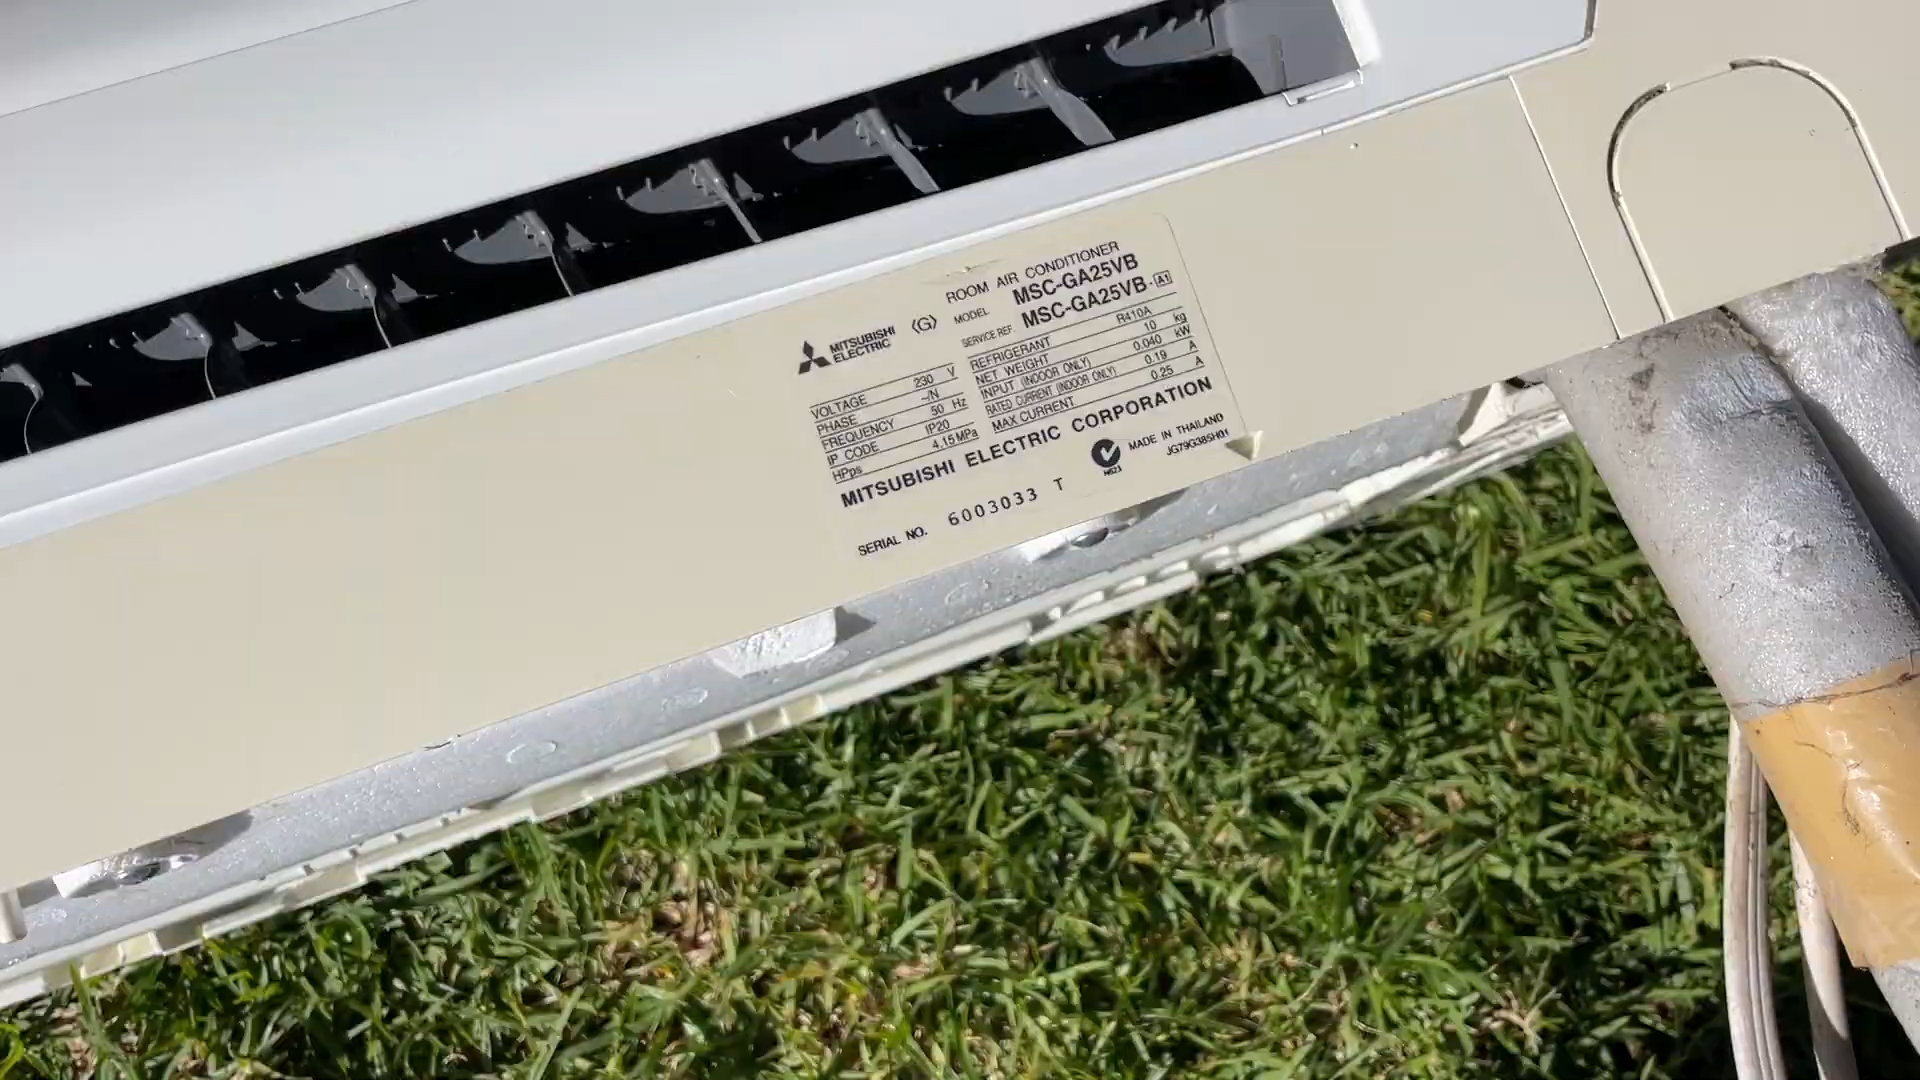 ROOM AIR CONDITIONER
MITSUBISHI
ELECTRIC
⟨G⟩
MODEL MSC-GA25VB
SERVICE REF. MSC-GA25VB-A1
VOLTAGE 230 V
PHASE ~/N
FREQUENCY 50 Hz
IP CODE IP20
HPps 4.15MPa
REFRIGERANT R410A
NET WEIGHT 10 kg
INPUT (INDOOR ONLY) 0.040 kW
RATED CURRENT (INDOOR ONLY) 0.19 A
MAX CURRENT 0.25 A
MITSUBISHI ELECTRIC CORPORATION
N623
MADE IN THAILAND
JG79G385H01
SERIAL NO. 6003033 T